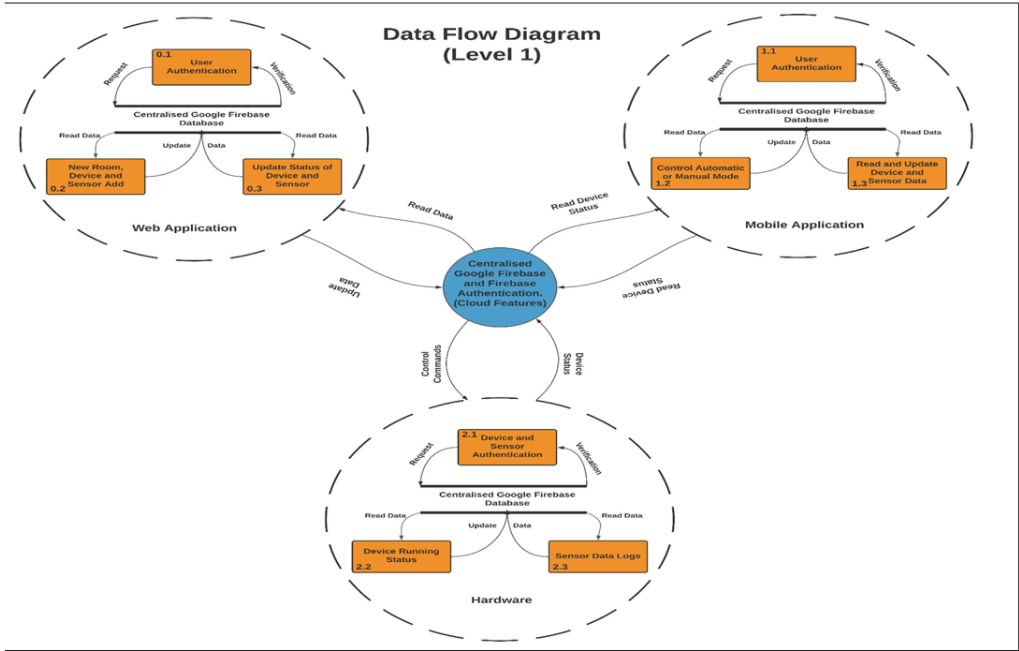 Data Flow Diagram
(Level 1)
0.1
User
Authentication
Request
Verification
Centralised Google Firebase
Database
Read Data
Update
Data
Read Data
New Room,
Device and
0.2 Sensor Add
Update Status of
Device and
0.3 Sensor
Web Application
1.1
User
Authentication
Request
Verification
Centralised Google Firebase
Database
Read Data
Update
Data
Read Data
Control Automatic
or Manual Mode
1.2
Read and Update
Device and
1.3 Sensor Data
Mobile Application
Read Data
Update
Data
Read Device
Status
Read Device
Status
Centralised
Google Firebase
and Firebase
Authentication.
(Cloud Features)
Control
Commands
Device
Status
2.1 Device and
Sensor
Authentication
Request
Verification
Centralised Google Firebase
Database
Read Data
Update
Data
Read Data
Device Running
Status
2.2
Sensor Data Logs
2.3
Hardware